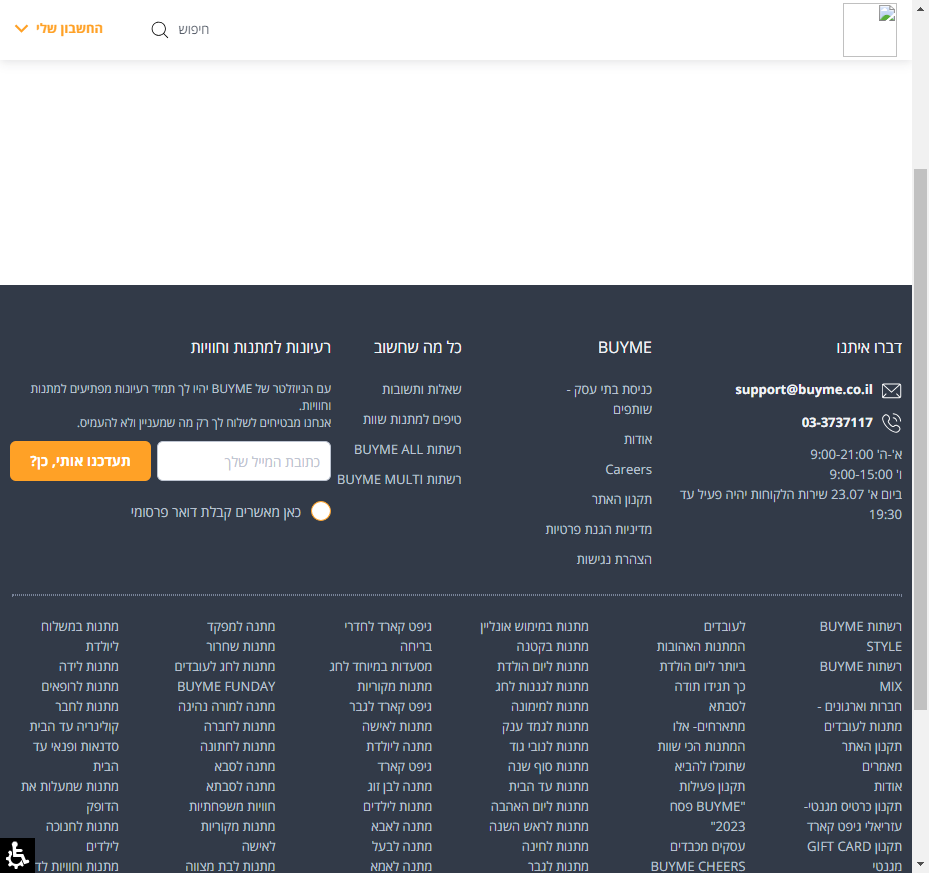 חיפוש
החשבון שלי
דברו איתנו
support@buyme.co.il
03-3737117
א'-ה' 9:00-21:00
ו' 9:00-15:00
ביום א' 23.07 שירות הלקוחות יהיה פעיל עד
19:30
BUYME
כניסת בתי עסק -
שותפים
אודות
Careers
תקנון האתר
מדיניות הגנת פרטיות
הצהרת נגישות
כל מה שחשוב
שאלות ותשובות
טיפים למתנות שוות
רשתות BUYME ALL
רשתות BUYME MULTI
רעיונות למתנות וחוויות
עם הניוזלטר של BUYME יהיו לך תמיד רעיונות מפתיעים למתנות
וחוויות.
אנחנו מבטיחים לשלוח לך רק מה שמעניין ולא להעמיס.
כתובת המייל שלך
תעדכנו אותי, כן?
כאן מאשרים קבלת דואר פרסומי
רשתות BUYME
STYLE
רשתות BUYME
MIX
חברות וארגונים -
מתנות לעובדים
תקנון האתר
מאמרים
אודות
תקנון כרטיס מגנטי-
עזריאלי גיפט קארד
תקנון GIFT CARD
מגנטי
לעובדים
המתנות האהובות
ביותר ליום הולדת
כך תגידו תודה
לסבתא
מתארחים- אלו
המתנות הכי שוות
שתוכלו להביא
תקנון פעילות
"BUYME פסח
2023"
עסקים מכבדים
BUYME CHEERS
מתנות במימוש אונליין
מתנות בקטנה
מתנות ליום הולדת
מתנות לגננות לחג
מתנות למימונה
מתנות לגמד ענק
מתנות לנובי גוד
מתנות סוף שנה
מתנות עד הבית
מתנות ליום האהבה
מתנות לראש השנה
מתנות לחינה
מתנות לגבר
גיפט קארד לחדרי
בריחה
מסעדות במיוחד לחג
מתנות מקוריות
גיפט קארד לגבר
מתנות לאישה
מתנה ליולדת
גיפט קארד
מתנה לבן זוג
מתנות לילדים
מתנה לאבא
מתנה לבעל
מתנה לאמא
מתנה למפקד
מתנות שחרור
מתנות לחג לעובדים
BUYME FUNDAY
מתנה למורה נהיגה
מתנות לחברה
מתנות לחתונה
מתנה לסבא
מתנה לסבתא
חוויות משפחתיות
מתנות מקוריות
לאישה
מתנות לבת מצווה
מתנות במשלוח
ליולדת
מתנות לידה
מתנות לרופאים
מתנות לחבר
קולינריה עד הבית
סדנאות ופנאי עד
הבית
מתנות שמעלות את
הדופק
מתנות לחנוכה
לילדים
מתנות וחוויות